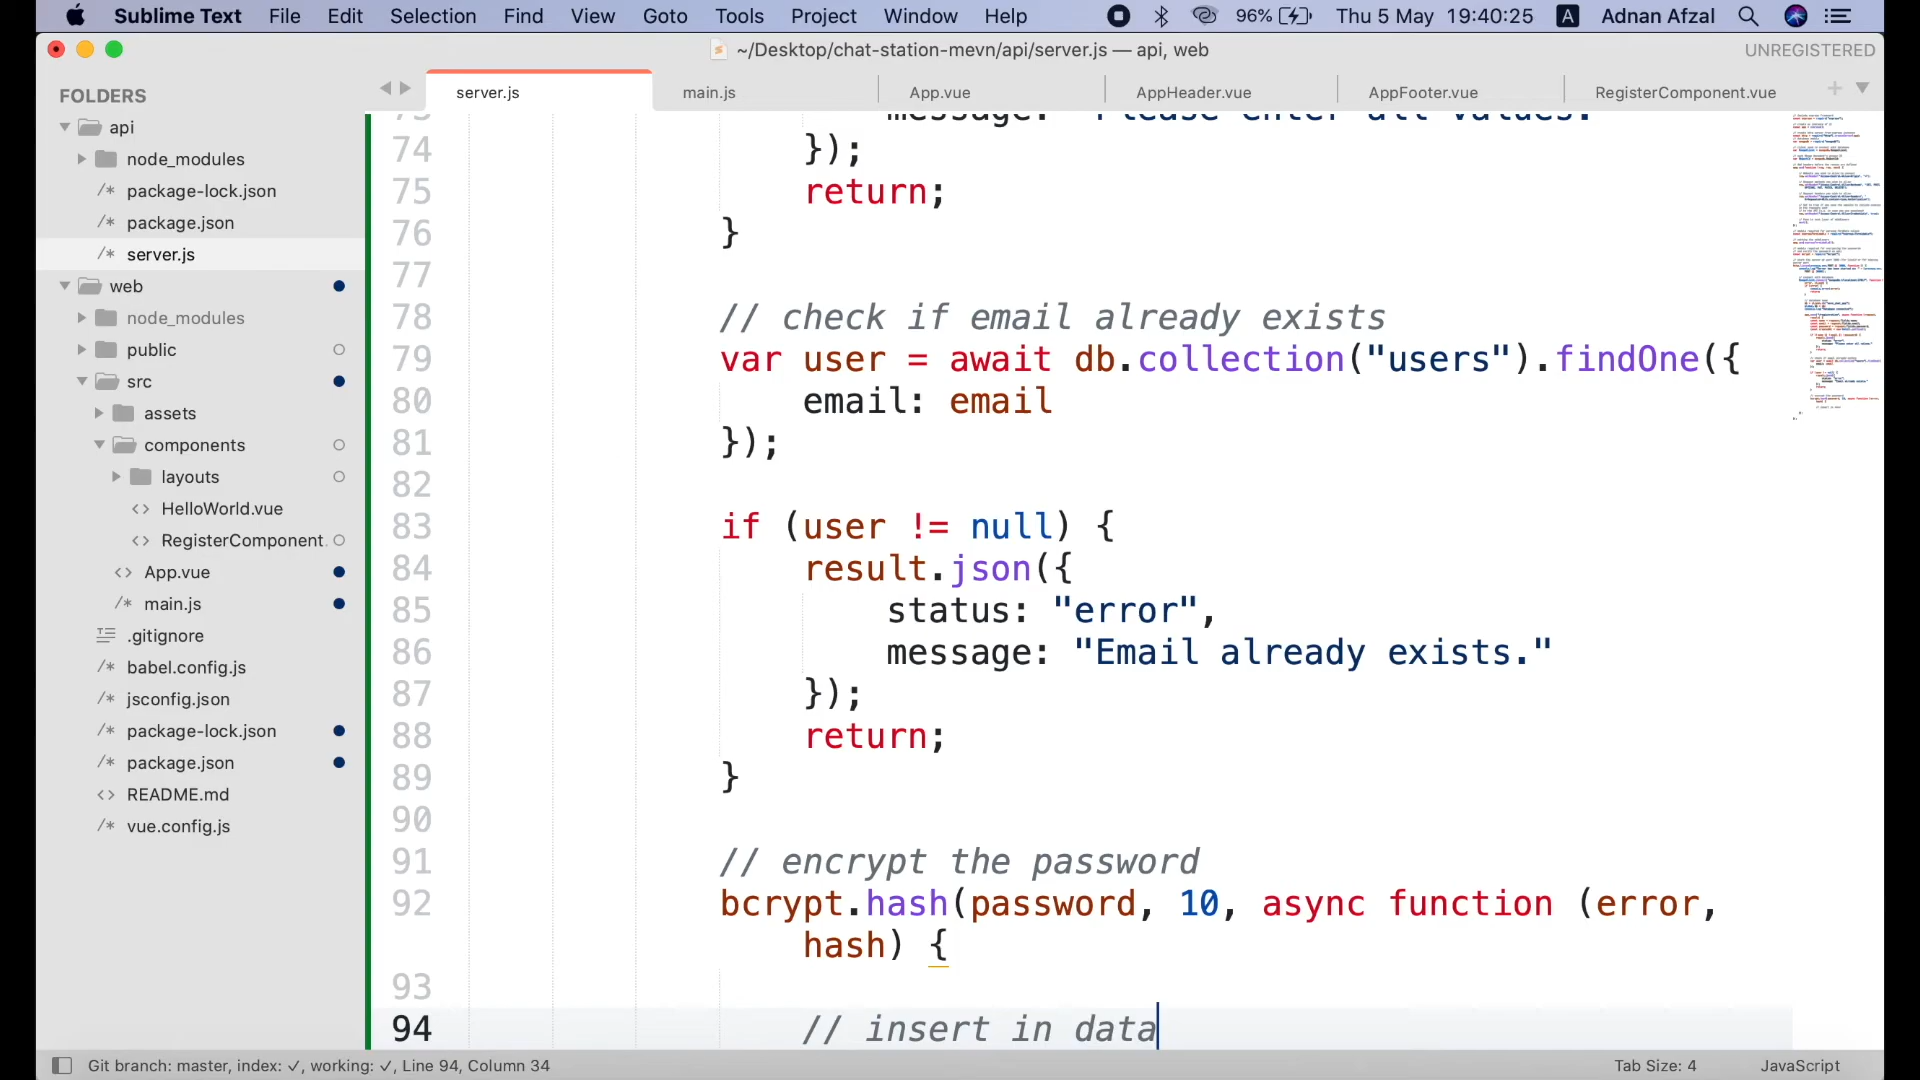 Sublime Text File Edit Selection Find View Goto Tools Project Window Help 96% Thu 5 May 19:40:25 A Adnan Afzal
~/Desktop/chat-station-mevn/api/server.js — api, web UNREGISTERED
FOLDERS
api
node_modules
/* package-lock.json
/* package.json
/* server.js
web
node_modules
public
src
assets
components
layouts
<> HelloWorld.vue
<> RegisterComponent.
<> App.vue
/* main.js
.gitignore
/* babel.config.js
/* jsconfig.json
/* package-lock.json
/* package.json
<> README.md
/* vue.config.js
server.js main.js App.vue AppHeader.vue AppFooter.vue RegisterComponent.vue
73 message: "Please enter all values."
74 });
75 return;
76 }
77
78 // check if email already exists
79 var user = await db.collection("users").findOne({
80 email: email
81 });
82
83 if (user != null) {
84 result.json({
85 status: "error",
86 message: "Email already exists."
87 });
88 return;
89 }
90
91 // encrypt the password
92 bcrypt.hash(password, 10, async function (error,
hash) {
93
94 // insert in data
Git branch: master, index: ✓, working: ✓, Line 94, Column 34 Tab Size: 4 JavaScript